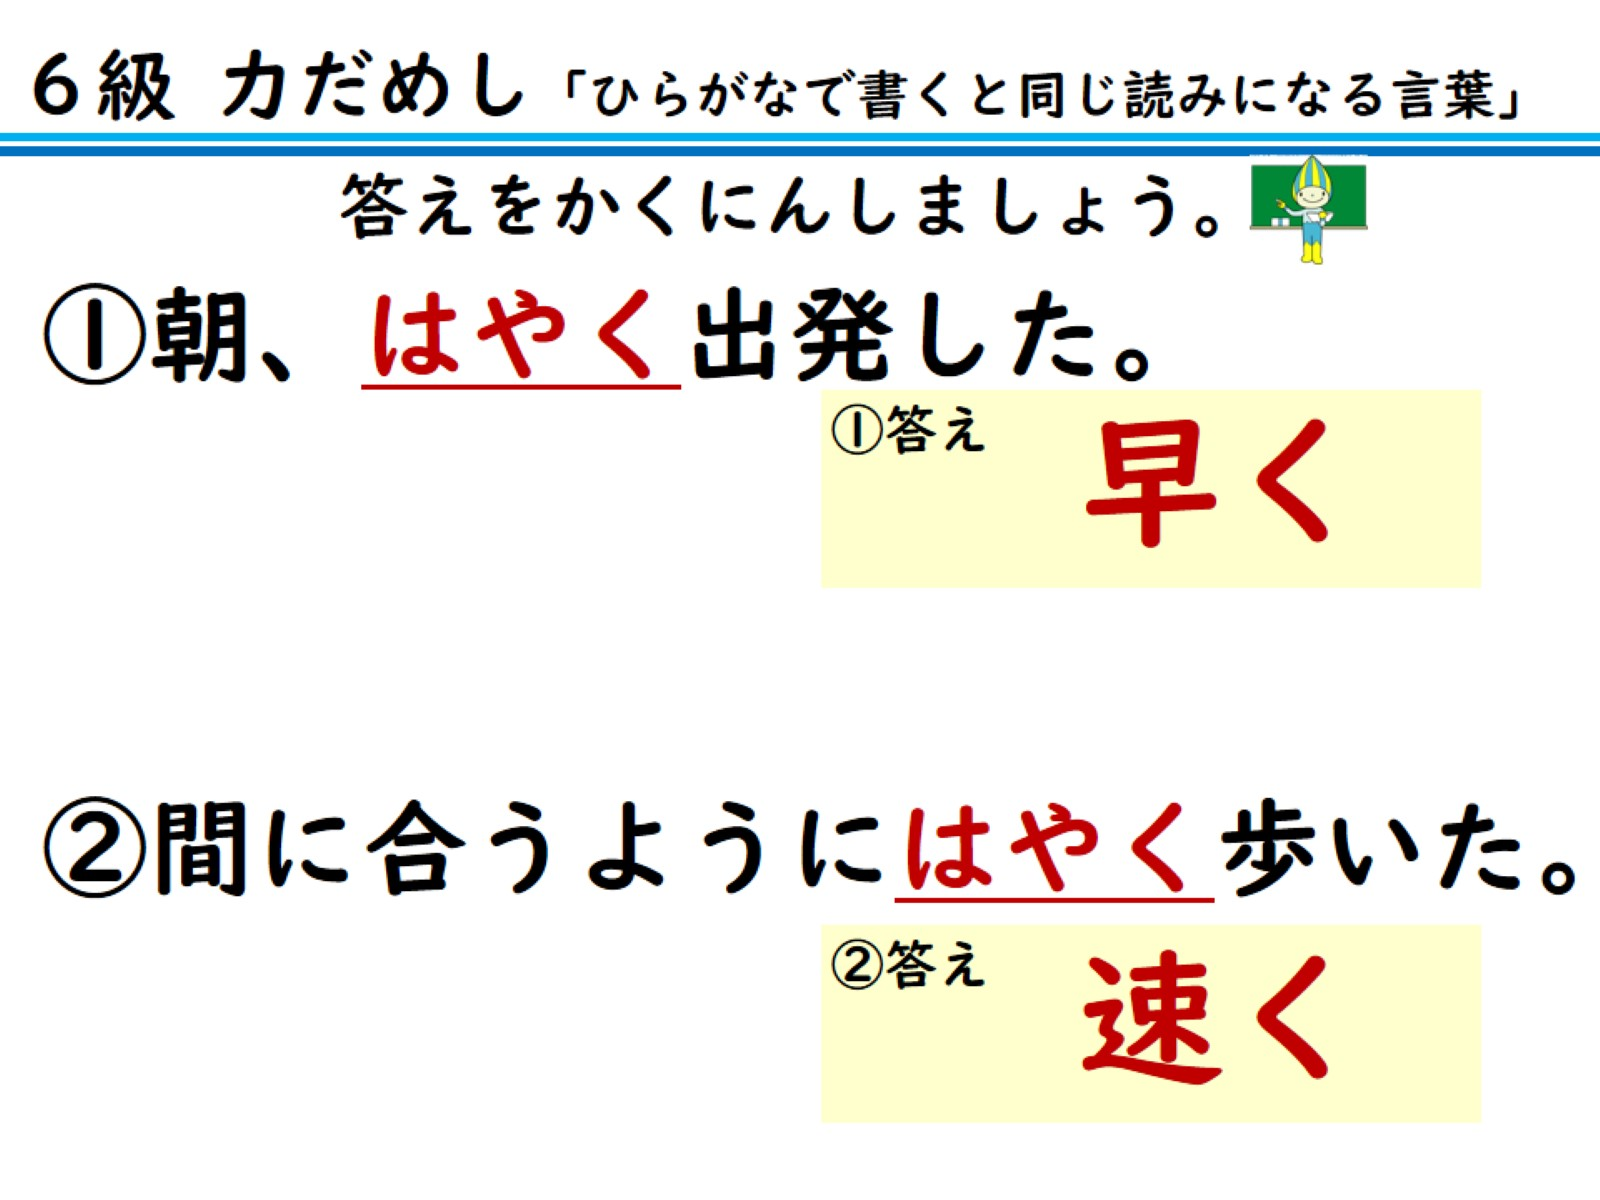 ６級 力だめし「ひらがなで書くと同じ読みになる言葉」
答えをかくにんしましょう。
①朝、はやく出発した。
①答え 早く
②間に合うようにはやく歩いた。
②答え 速く